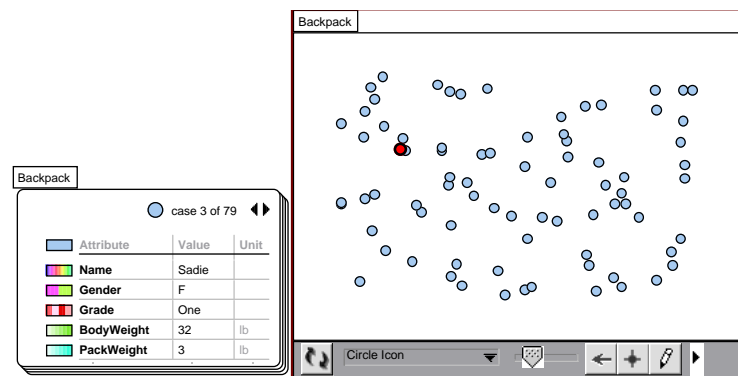 Backpack
Backpack
case 3 of 79
Attribute Value Unit
Name Sadie
Gender F
Grade One
BodyWeight 32 lb
PackWeight 3 lb
Circle Icon